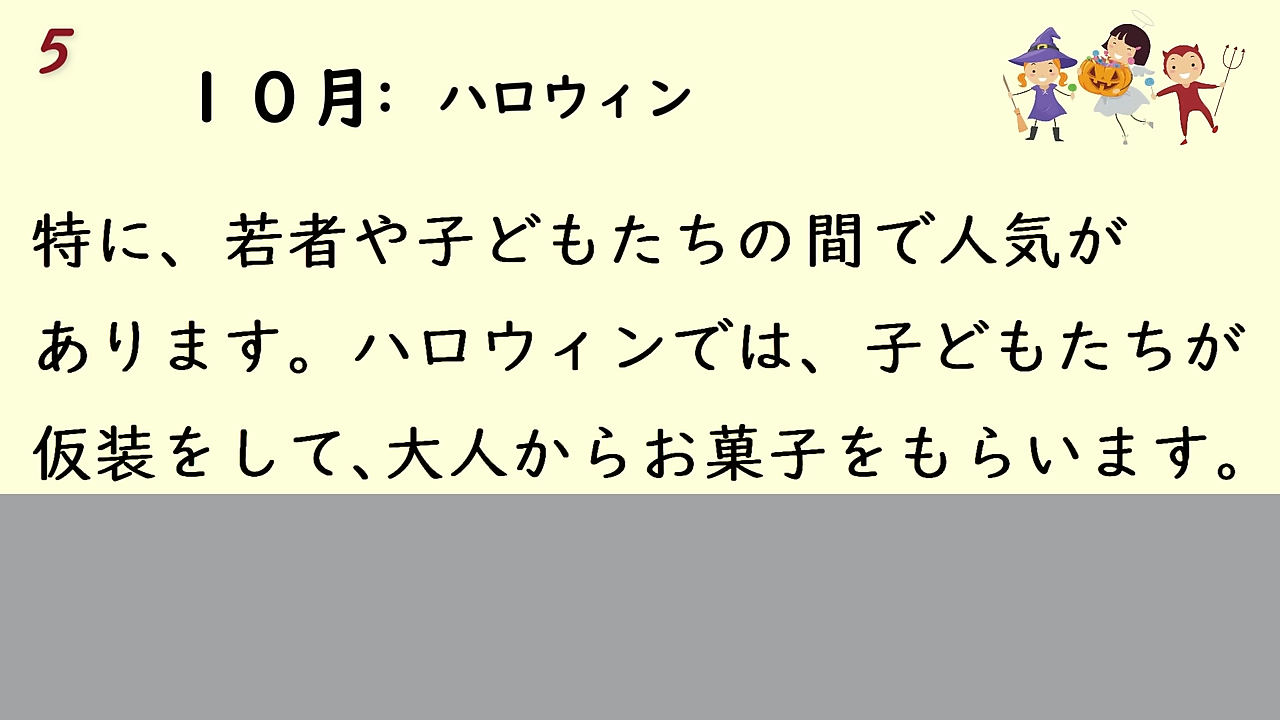 5
１０月： ハロウィン
特に、若者や子どもたちの間で人気が
あります。ハロウィンでは、子どもたちが
仮装をして、大人からお菓子をもらいます。